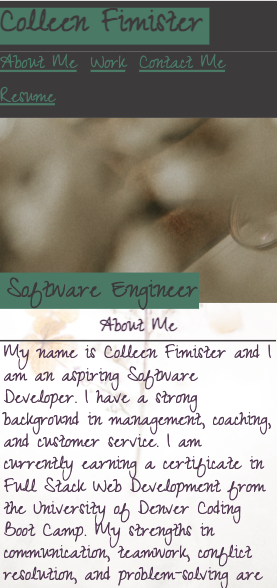 Colleen Fimister
About Me Work Contact Me
Resume
Software Engineer
About Me
My name is Colleen Fimister and I
am an aspiring Software
Developer. I have a strong
background in management, coaching,
and customer service. I am
currently earning a certificate in
Full Stack Web Development from
the University of Denver Coding
Boot Camp. My strengths in
communication, teamwork, conflict
resolution, and problem-solving are